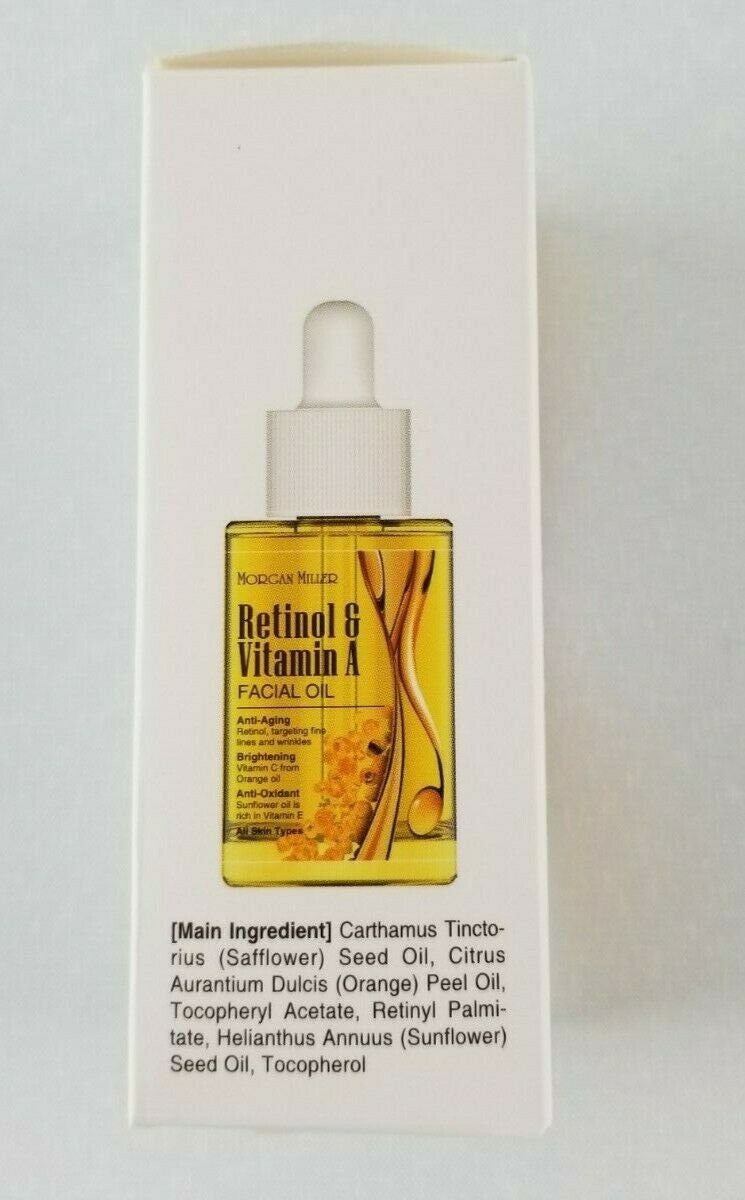 MORGAN MILLER
Retinol &
Vitamin A
FACIAL OIL
Anti-Aging
Retinol, targeting fine
lines and wrinkles
Brightening
Vitamin C from
Orange oil
Anti-Oxidant
Sunflower oil is
rich in Vitamin E
All Skin Types
[Main Ingredient] Carthamus Tincto-
rius (Safflower) Seed Oil, Citrus
Aurantium Dulcis (Orange) Peel Oil,
Tocopheryl Acetate, Retinyl Palmi-
tate, Helianthus Annuus (Sunflower)
Seed Oil, Tocopherol